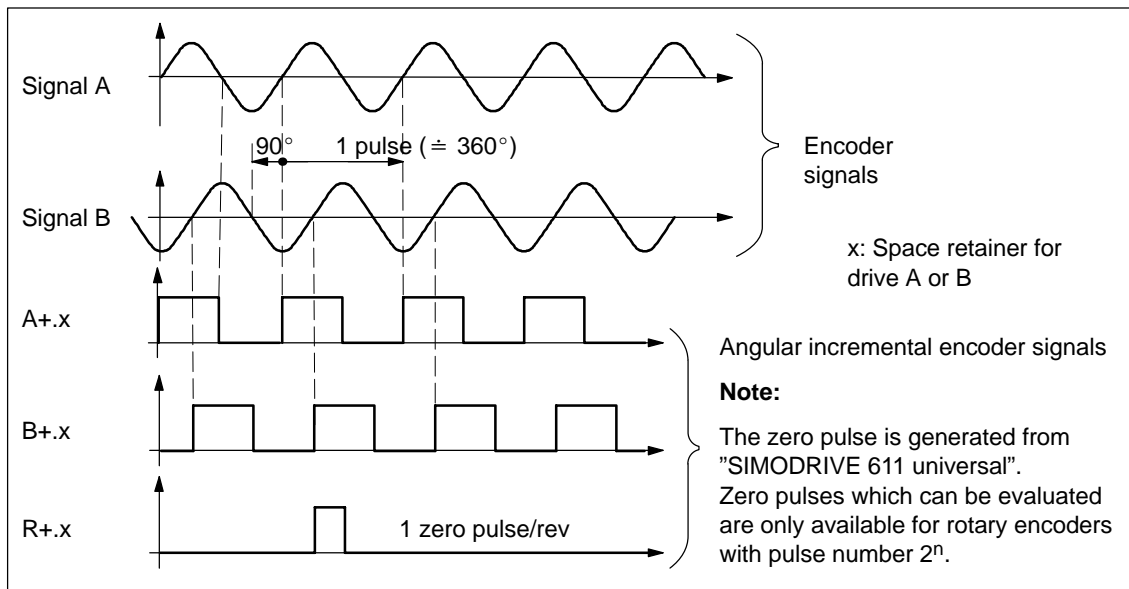 Signal A
90° 1 pulse (≐ 360°)
Encoder
signals
Signal B
x: Space retainer for
drive A or B
A+.x
Angular incremental encoder signals
Note:
B+.x
The zero pulse is generated from
”SIMODRIVE 611 universal”.
Zero pulses which can be evaluated
are only available for rotary encoders
with pulse number 2ⁿ.
R+.x
1 zero pulse/rev